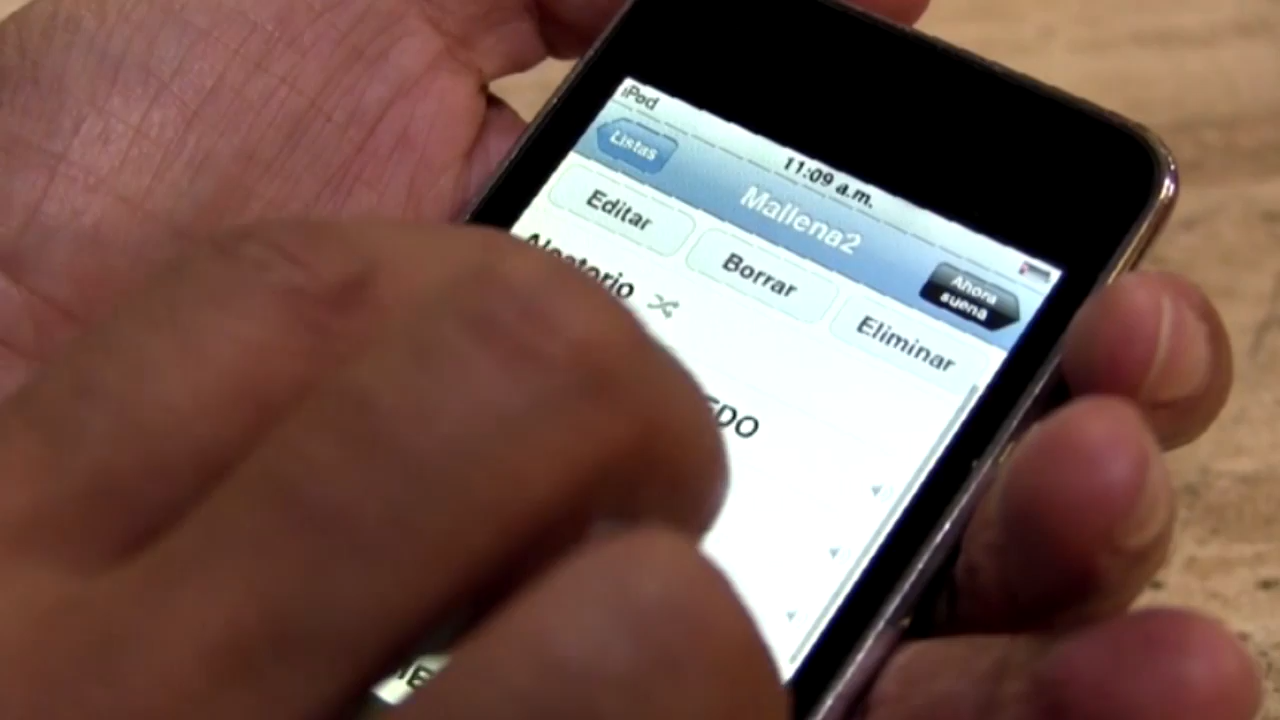 iPod
11:09 a.m.
Listas
Mallena2
Ahora
suena
Editar
Borrar
Eliminar
Aleatorio